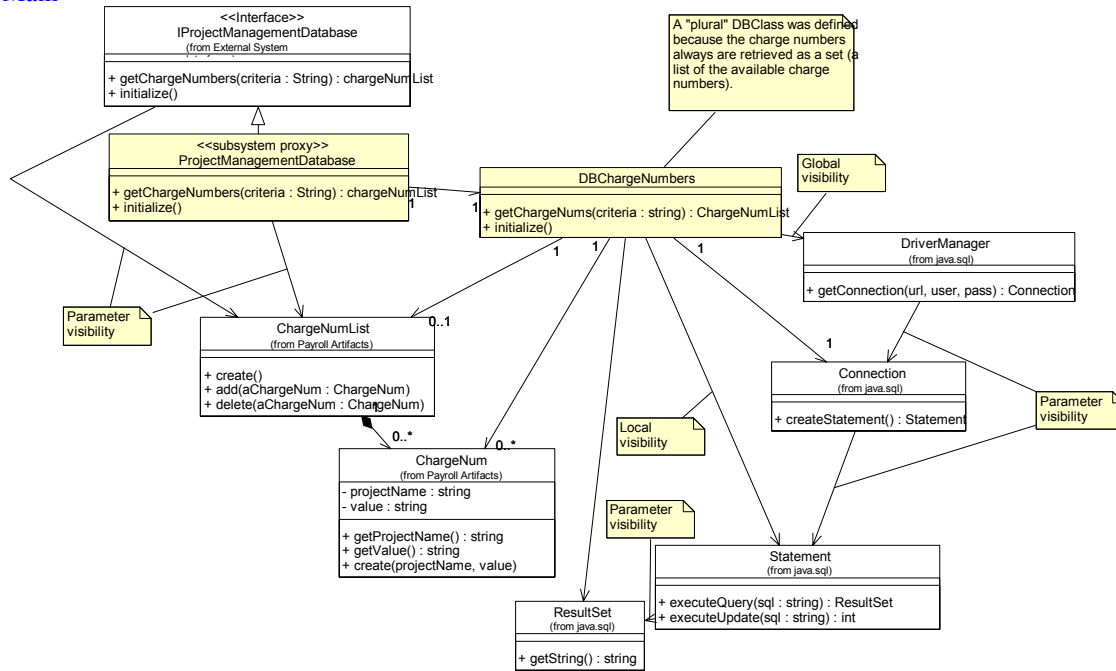 Main
<<Interface>>
IProjectManagementDatabase
(from External System
+ getChargeNumbers(criteria : String) : chargeNumList
+ initialize()
A "plural" DBClass was defined
because the charge numbers
always are retrieved as a set (a
list of the available charge
numbers).
<<subsystem proxy>>
ProjectManagementDatabase
+ getChargeNumbers(criteria : String) : chargeNumList
+ initialize()
1
1
DBChargeNumbers
+ getChargeNums(criteria : string) : ChargeNumList
+ initialize()
Global
visibility
1
1
1
DriverManager
(from java.sql)
+ getConnection(url, user, pass) : Connection
Parameter
visibility
ChargeNumList
(from Payroll Artifacts)
+ create()
+ add(aChargeNum : ChargeNum)
+ delete(aChargeNum : ChargeNum)
0..1
1
0..*
0..*
1
Connection
(from java.sql)
+ createStatement() : Statement
Parameter
visibility
Local
visibility
ChargeNum
(from Payroll Artifacts)
- projectName : string
- value : string
+ getProjectName() : string
+ getValue() : string
+ create(projectName, value)
Parameter
visibility
Statement
(from java.sql)
+ executeQuery(sql : string) : ResultSet
+ executeUpdate(sql : string) : int
ResultSet
(from java.sql)
+ getString() : string